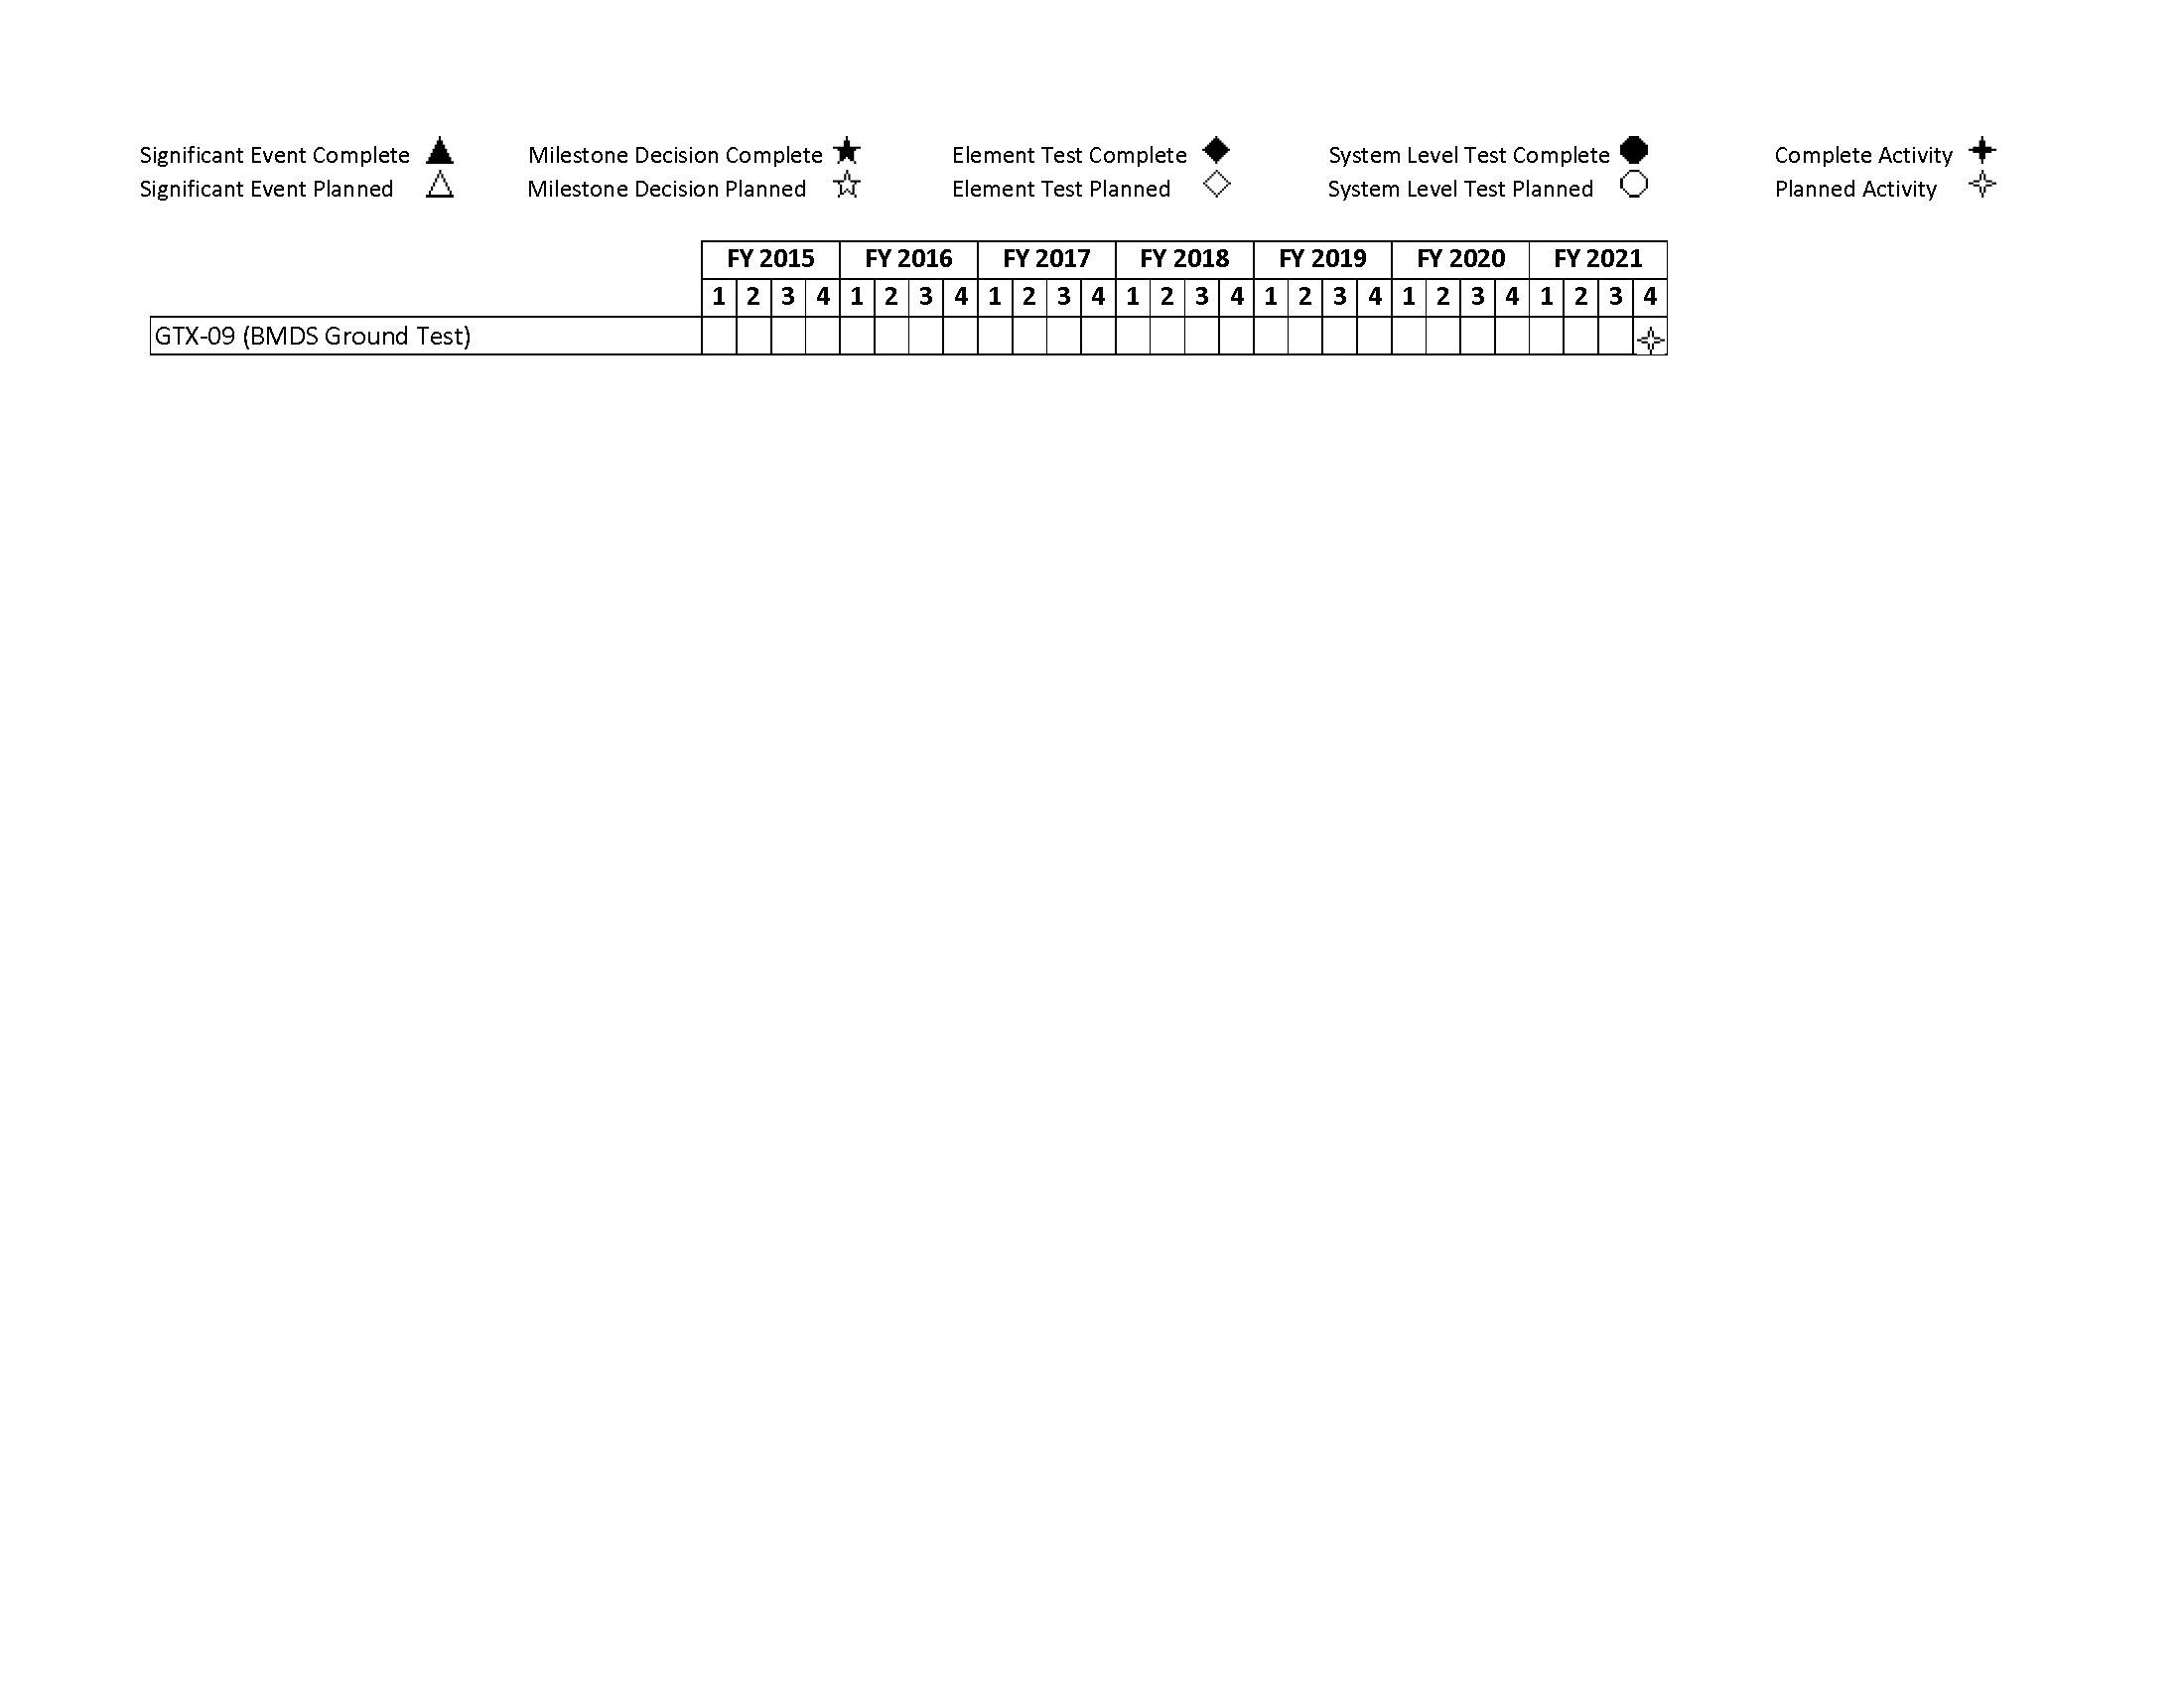 Significant Event Complete Milestone Decision Complete Element Test Complete System Level Test Complete Complete Activity
Significant Event Planned Milestone Decision Planned Element Test Planned System Level Test Planned Planned Activity
FY 2015 FY 2016 FY 2017 FY 2018 FY 2019 FY 2020 FY 2021
1 2 3 4 1 2 3 4 1 2 3 4 1 2 3 4 1 2 3 4 1 2 3 4 1 2 3 4
GTX-09 (BMDS Ground Test)